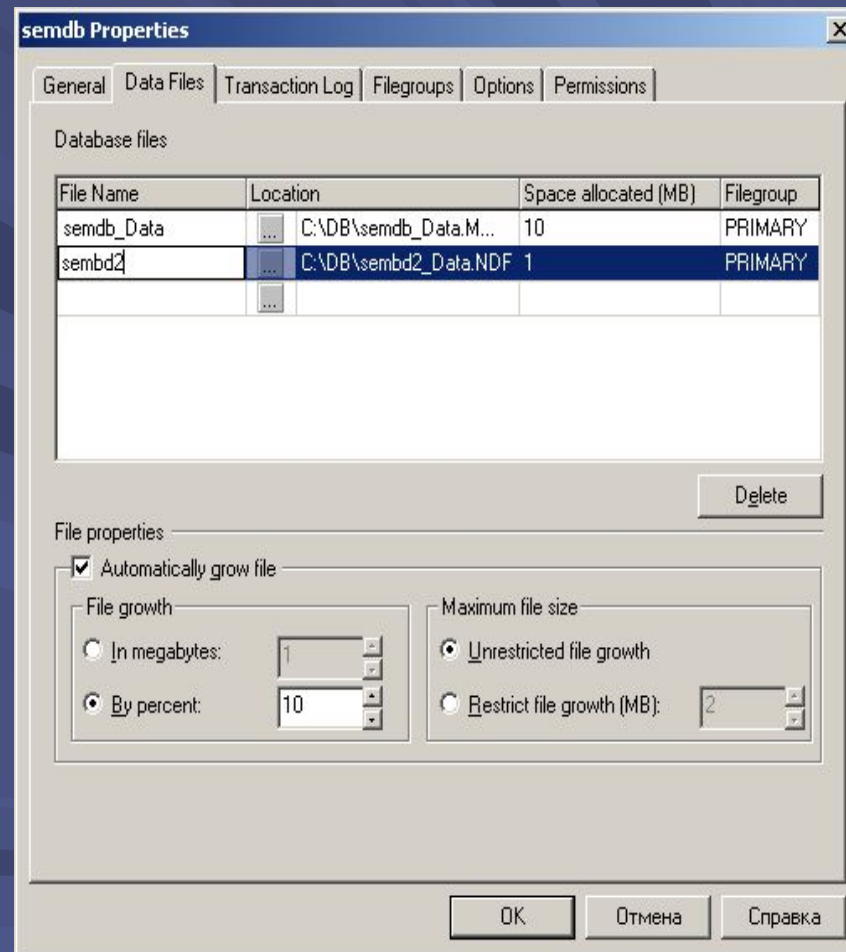 semdb Properties
General Data Files Transaction Log Filegroups Options Permissions
Database files
File Name Location Space allocated (MB) Filegroup
semdb_Data ... C:\DB\semdb_Data.M... 10 PRIMARY
sembd2 ... C:\DB\sembd2_Data.NDF 1 PRIMARY
...
Delete
File properties
Automatically grow file
File growth Maximum file size
In megabytes: 1 Unrestricted file growth
By percent: 10 Restrict file growth (MB): 2
OK Отмена Справка